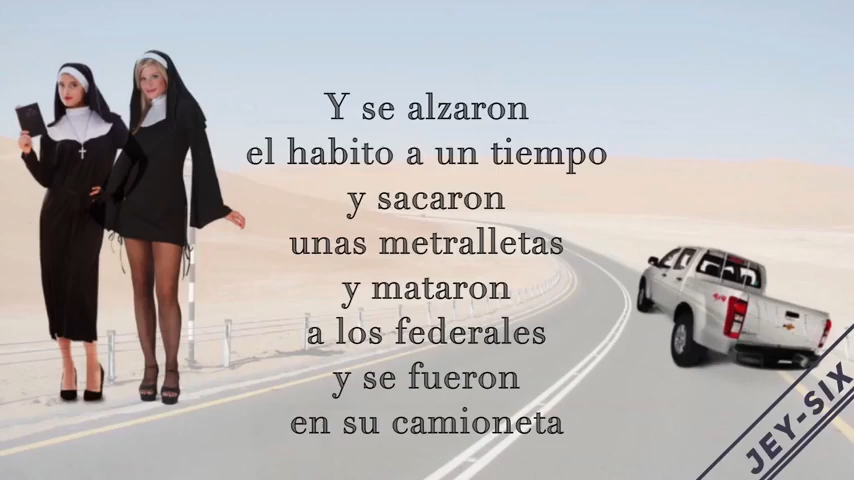 Y se alzaron
el habito a un tiempo
y sacaron
unas metralletas
y mataron
a los federales
y se fueron
en su camioneta
JEY-SIX